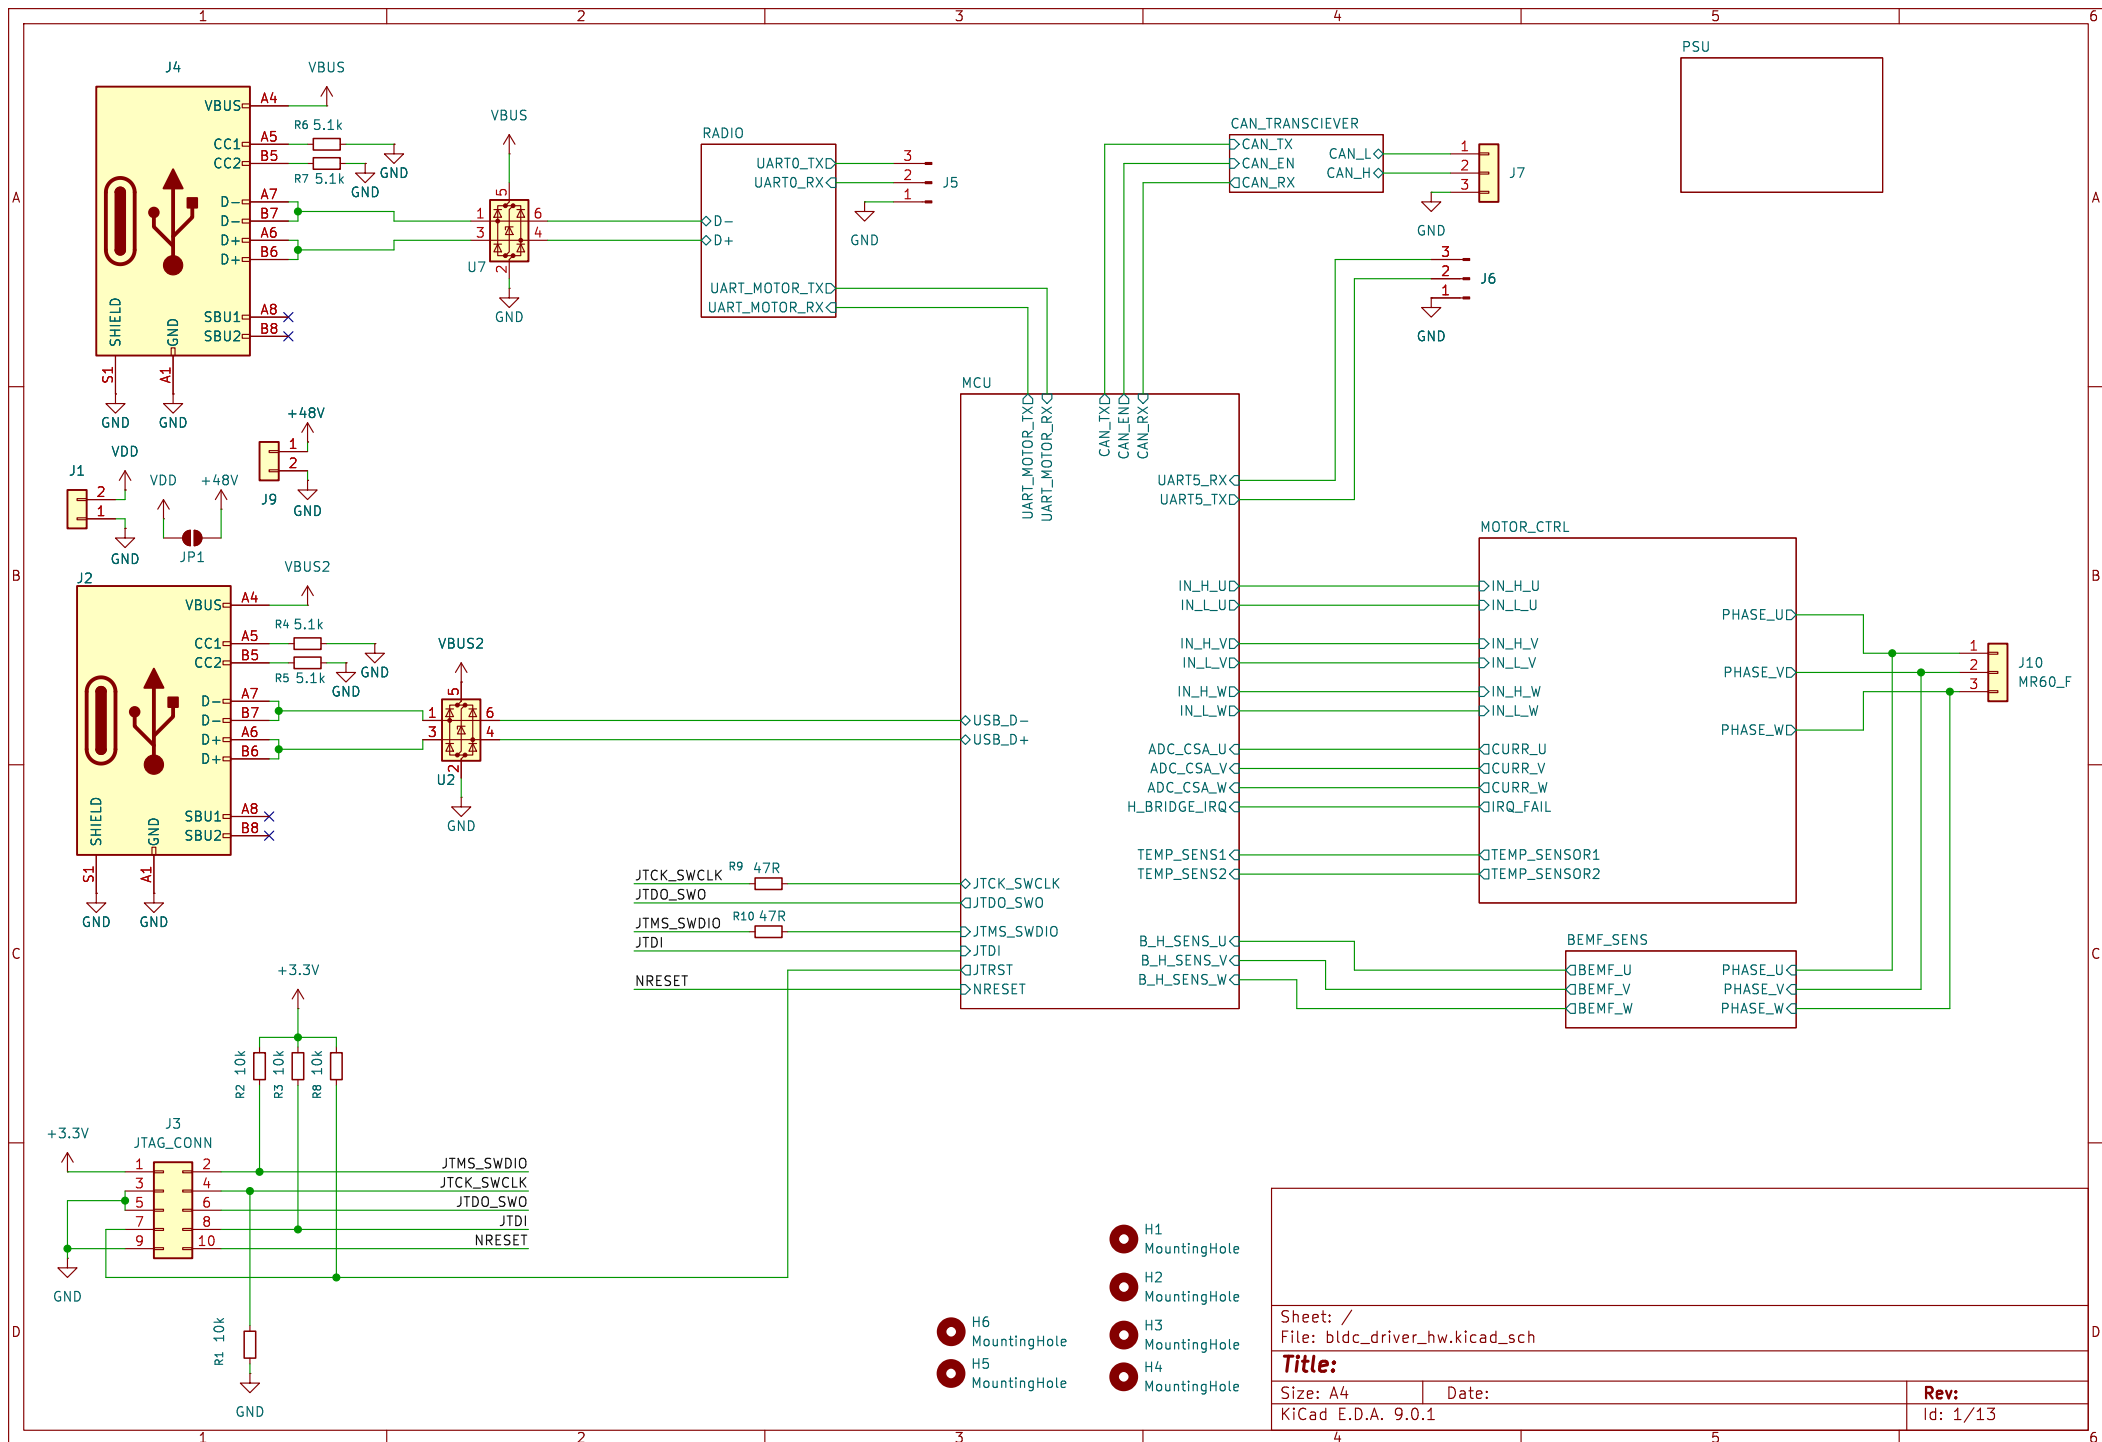 1 2 3 4 5 6
A B C D
A B C D
1 2 3 4 5 6
J4
VBUS
VBUS A4
R6 5.1k
CC1 A5
CC2 B5
R7 5.1k
GND
GND
D- A7
D- B7
D+ A6
D+ B6
SBU1 A8
SBU2 B8
SHIELD
GND
S1
A1
GND
GND
VBUS
5
1 6
3 4
U7
2
GND
RADIO
UART0_TX
UART0_RX
D-
D+
UART_MOTOR_TX
UART_MOTOR_RX
3
2
1
J5
GND
CAN_TRANSCIEVER
CAN_TX
CAN_EN
CAN_RX
CAN_L
CAN_H
1
2
3
J7
GND
3
2
1
J6
GND
PSU
+48V
1
2
J9
GND
VDD
J1
2
1
GND
VDD
+48V
JP1
J2
VBUS2
VBUS A4
R4 5.1k
CC1 A5
CC2 B5
R5 5.1k
GND
GND
D- A7
D- B7
D+ A6
D+ B6
SBU1 A8
SBU2 B8
SHIELD
GND
S1
A1
GND
GND
VBUS2
5
1 6
3 4
U2
2
GND
MCU
UART_MOTOR_TX
UART_MOTOR_RX
CAN_TX
CAN_EN
CAN_RX
UART5_RX
UART5_TX
IN_H_U
IN_L_U
IN_H_V
IN_L_V
IN_H_W
IN_L_W
USB_D-
USB_D+
ADC_CSA_U
ADC_CSA_V
ADC_CSA_W
H_BRIDGE_IRQ
TEMP_SENS1
TEMP_SENS2
JTCK_SWCLK
JTDO_SWO
JTMS_SWDIO
JTDI
JTRST
NRESET
B_H_SENS_U
B_H_SENS_V
B_H_SENS_W
JTCK_SWCLK
R9 47R
JTDO_SWO
JTMS_SWDIO
R10 47R
JTDI
NRESET
MOTOR_CTRL
IN_H_U
IN_L_U
IN_H_V
IN_L_V
IN_H_W
IN_L_W
CURR_U
CURR_V
CURR_W
IRQ_FAIL
TEMP_SENSOR1
TEMP_SENSOR2
PHASE_U
PHASE_V
PHASE_W
1
2
3
J10
MR60_F
BEMF_SENS
BEMF_U
BEMF_V
BEMF_W
PHASE_U
PHASE_V
PHASE_W
+3.3V
R2 10k
R3 10k
R8 10k
+3.3V
J3
JTAG_CONN
1 2
3 4
5 6
7 8
9 10
JTMS_SWDIO
JTCK_SWCLK
JTDO_SWO
JTDI
NRESET
GND
R1 10k
GND
H1
MountingHole
H2
MountingHole
H3
MountingHole
H4
MountingHole
H6
MountingHole
H5
MountingHole
Sheet: /
File: bldc_driver_hw.kicad_sch
Title:
Size: A4 Date: Rev:
KiCad E.D.A. 9.0.1 Id: 1/13